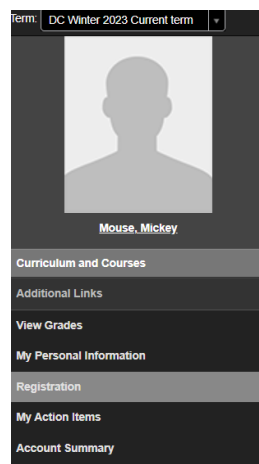 Term: DC Winter 2023 Current term
Mouse, Mickey
Curriculum and Courses
Additional Links
View Grades
My Personal Information
Registration
My Action Items
Account Summary